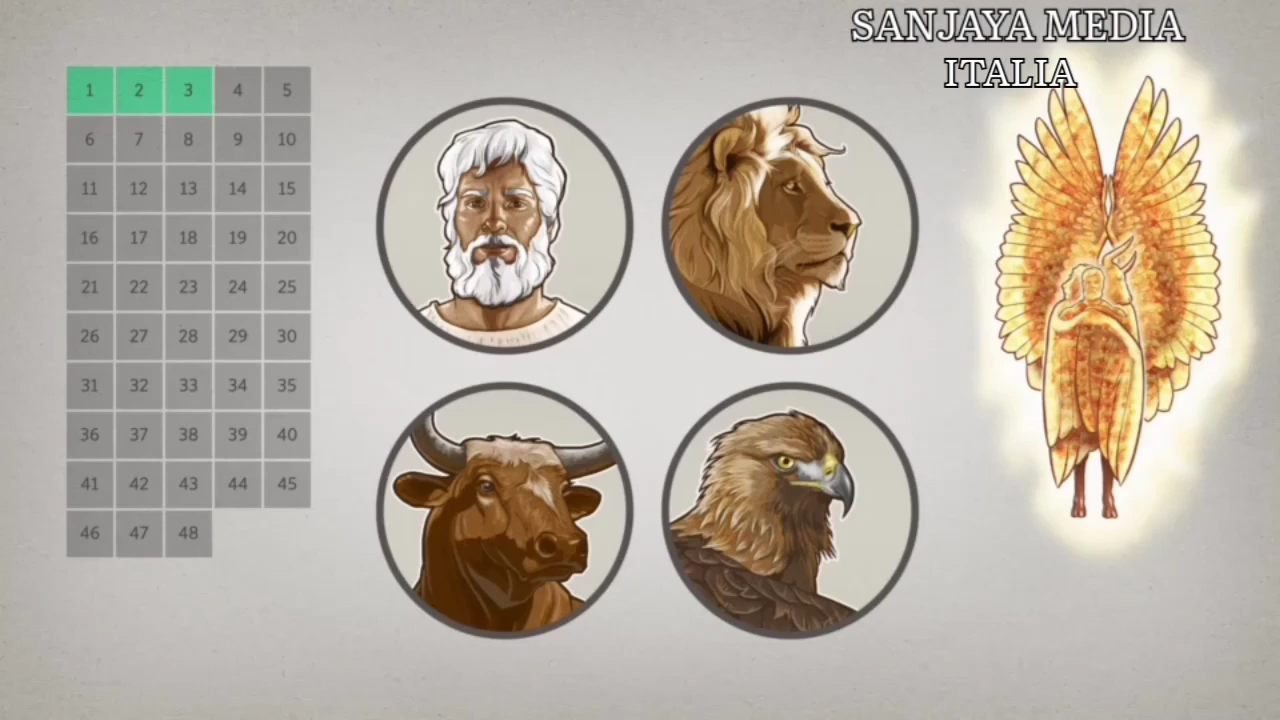 SANJAYA MEDIA
ITALIA
1 2 3 4 5
6 7 8 9 10
11 12 13 14 15
16 17 18 19 20
21 22 23 24 25
26 27 28 29 30
31 32 33 34 35
36 37 38 39 40
41 42 43 44 45
46 47 48